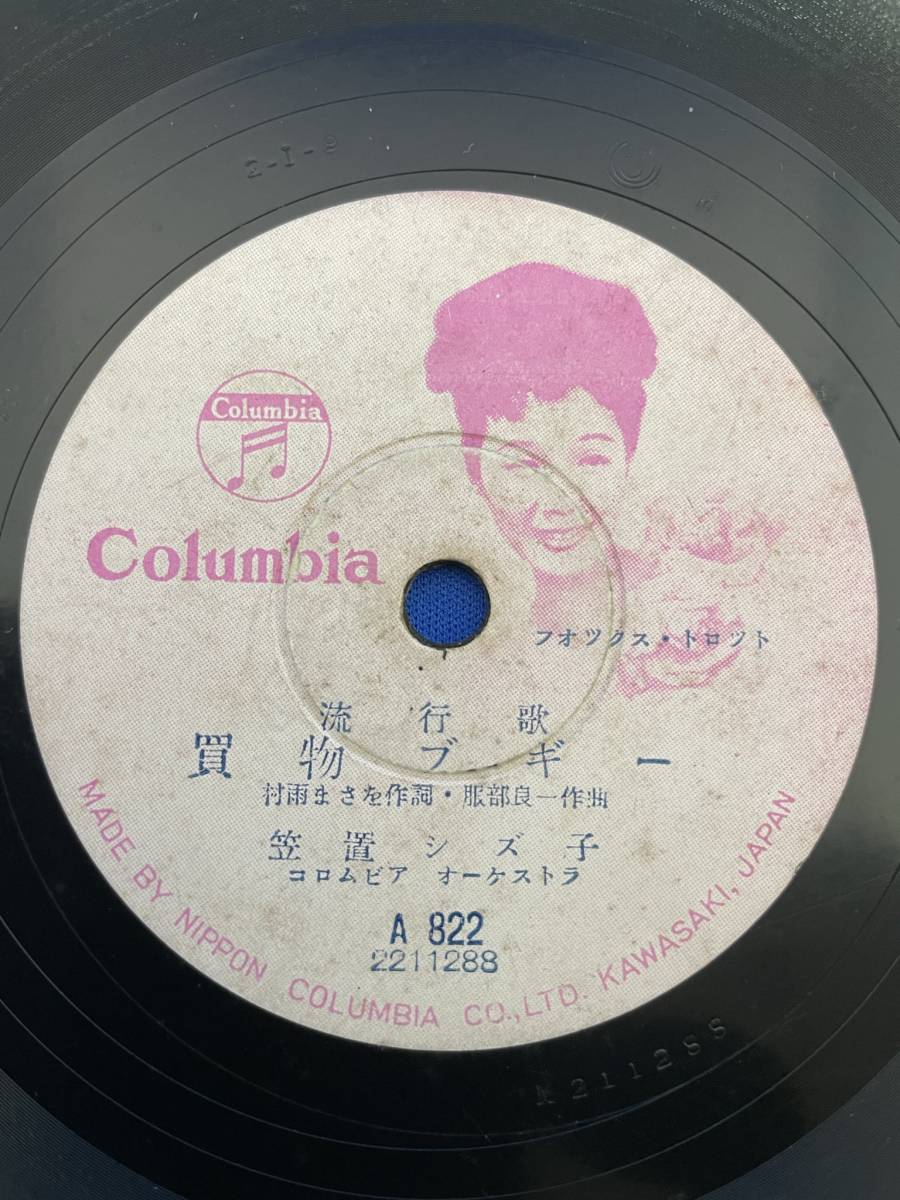 2-I-9
Columbia
Columbia
フオツクス・トロツト
流行歌
買物ブギー
村雨まさを作詞・服部良一作曲
笠置シズ子
コロムビア オーケストラ
A 822
2211288
MADE BY NIPPON COLUMBIA CO., LTD. KAWASAKI, JAPAN
211288